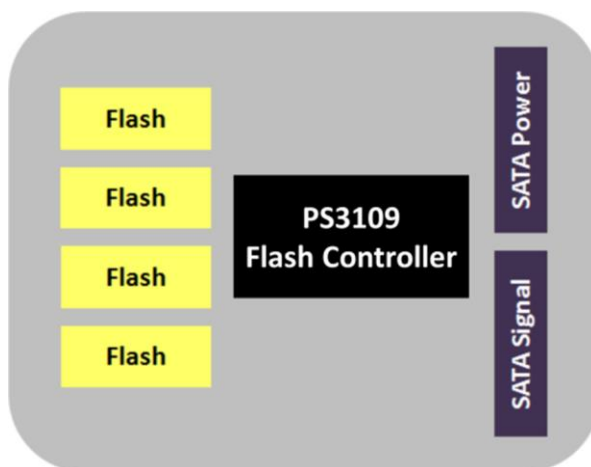 Flash
Flash
Flash
Flash
PS3109
Flash Controller
SATA Power
SATA Signal